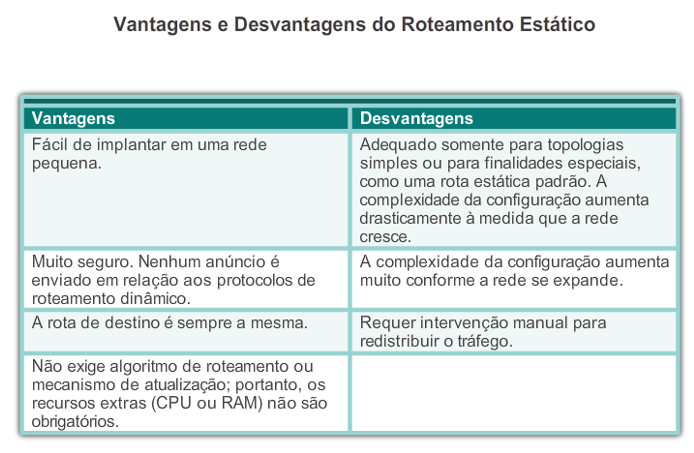 Vantagens e Desvantagens do Roteamento Estático
Vantagens
Desvantagens
Fácil de implantar em uma rede
pequena.
Adequado somente para topologias
simples ou para finalidades especiais,
como uma rota estática padrão. A
complexidade da configuração aumenta
drasticamente à medida que a rede
cresce.
Muito seguro. Nenhum anúncio é
enviado em relação aos protocolos de
roteamento dinâmico.
A complexidade da configuração aumenta
muito conforme a rede se expande.
A rota de destino é sempre a mesma.
Requer intervenção manual para
redistribuir o tráfego.
Não exige algoritmo de roteamento ou
mecanismo de atualização; portanto, os
recursos extras (CPU ou RAM) não são
obrigatórios.